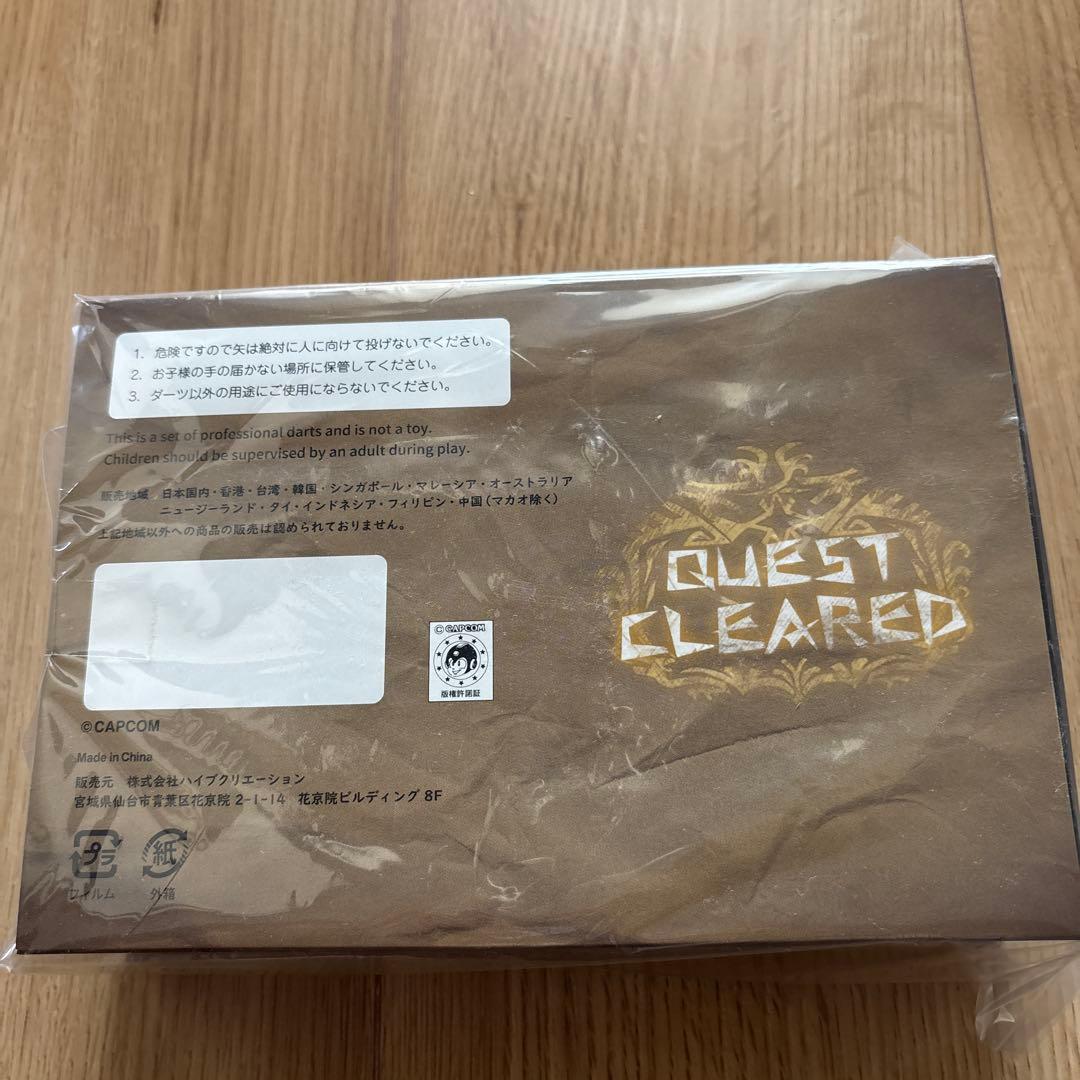 1. 危険ですので矢は絶対に人に向けて投げないでください。
2. お子様の手の届かない場所に保管してください。
3. ダーツ以外の用途にご使用にならないでください。
This is a set of professional darts and is not a toy.
Children should be supervised by an adult during play.
販売地域 日本国内・香港・台湾・韓国・シンガポール・マレーシア・オーストラリア
ニュージーランド・タイ・インドネシア・フィリピン・中国(マカオ除く)
上記地域以外への商品の販売は認められておりません。
QUEST
CLEARED
© CAPCOM
版権許諾証
©CAPCOM
Made in China
販売元 株式会社ハイブクリエーション
宮城県仙台市青葉区花京院 2-1-14 花京院ビルディング 8F
プラ
紙
フィルム
外箱